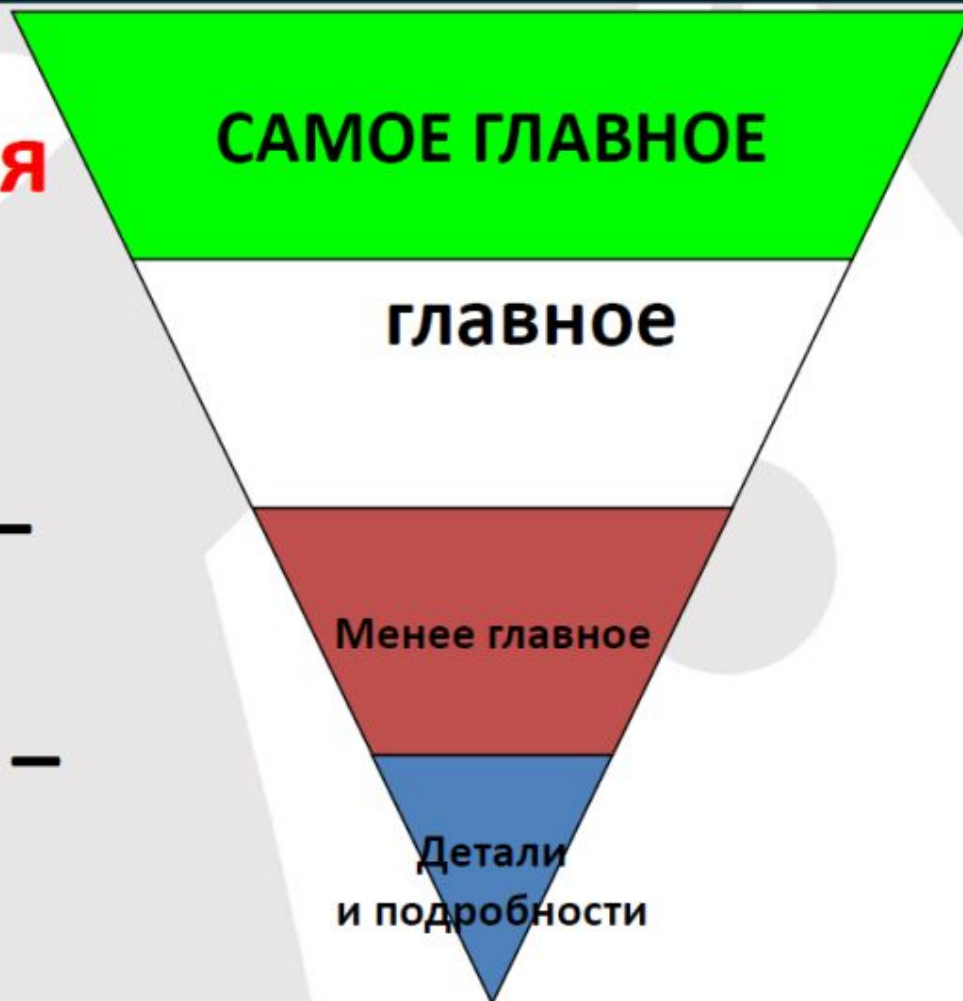 я
САМОЕ ГЛАВНОЕ
главное
–
Менее главное
–
Детали
и подробности